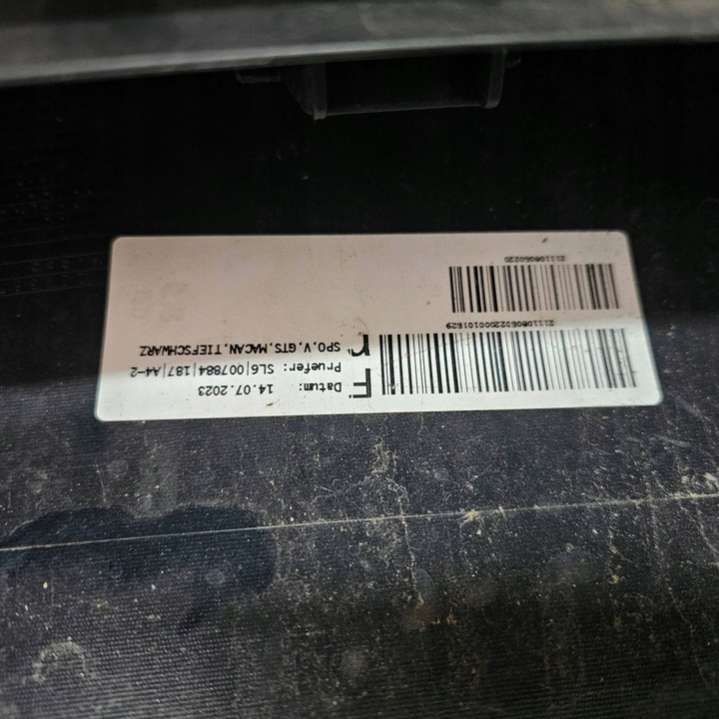 Datum: 14.07.2023
Pruefer: SL6|007884|187|A4-2
SPO.V.GTS.MACAN.TIEFSCHWARZ